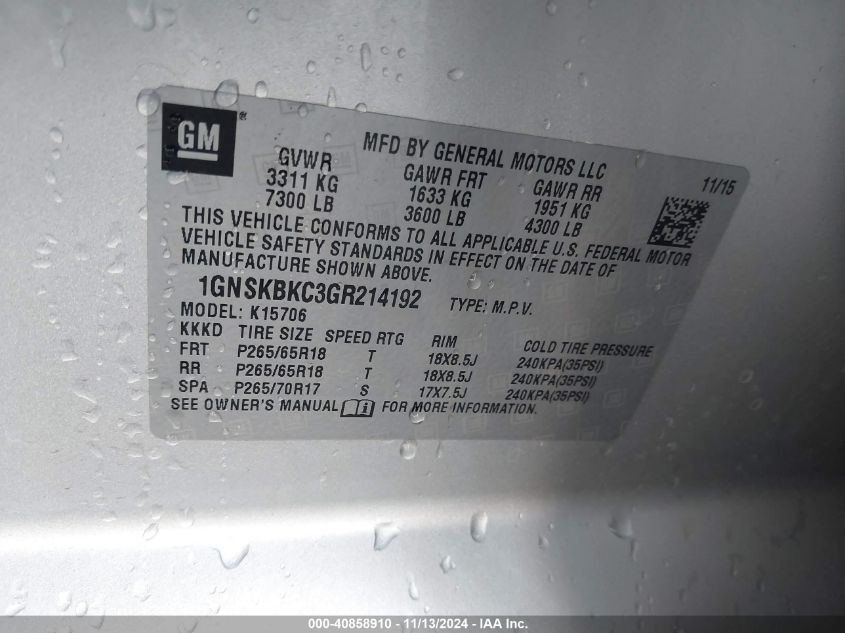 GM ®
MFD BY GENERAL MOTORS LLC
GVWR GAWR FRT GAWR RR 11/15
3311 KG 1633 KG 1951 KG
7300 LB 3600 LB 4300 LB
THIS VEHICLE CONFORMS TO ALL APPLICABLE U.S. FEDERAL MOTOR
VEHICLE SAFETY STANDARDS IN EFFECT ON THE DATE OF
MANUFACTURE SHOWN ABOVE.
1GNSKBKC3GR214192 TYPE: M.P.V.
MODEL: K15706
KKKD TIRE SIZE SPEED RTG RIM COLD TIRE PRESSURE
FRT P265/65R18 T 18X8.5J 240KPA(35PSI)
RR P265/65R18 T 18X8.5J 240KPA(35PSI)
SPA P265/70R17 S 17X7.5J 240KPA(35PSI)
SEE OWNER'S MANUAL i FOR MORE INFORMATION.
000-40858910 - 11/13/2024 - IAA Inc.